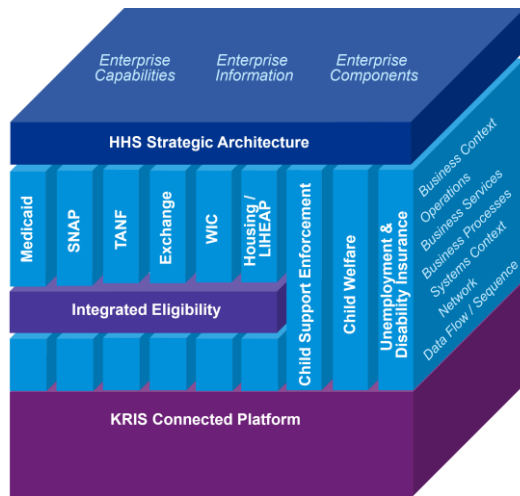 Enterprise
Capabilities
Enterprise
Information
Enterprise
Components
HHS Strategic Architecture
Medicaid
SNAP
TANF
Exchange
WIC
Housing /
LIHEAP
Child Support Enforcement
Child Welfare
Unemployment &
Disability Insurance
Integrated Eligibility
KRIS Connected Platform
Business Context
Operations
Business Services
Business Processes
Systems Context
Network
Data Flow / Sequence